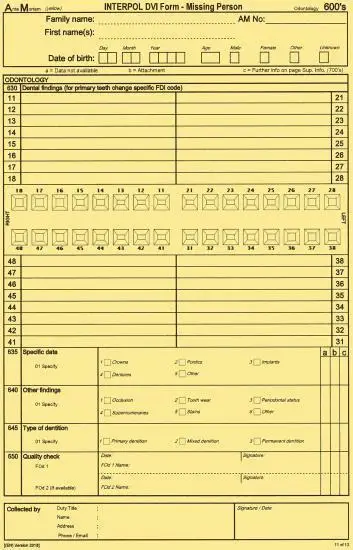 Ante Mortem (yellow) INTERPOL DVI Form - Missing Person Odontology 600's
Family name: AM No:
First name(s):
Day Month Year Age Male Female Other Unknown
Date of birth:
a = Data not available b = Attachment c = Further info on page Sup. Info. (700's)
ODONTOLOGY
630 Dental findings (for primary teeth change specific FDI code)
11 21
12 22
13 23
14 24
15 25
16 26
17 27
18 28
18 17 16 15 14 13 12 11 21 22 23 24 25 26 27 28
RIGHT LEFT
48 47 46 45 44 43 42 41 31 32 33 34 35 36 37 38
48 38
47 37
46 36
45 35
44 34
43 33
42 32
41 31
635 Specific data a b c
01 Specify 1 Crowns 2 Pontics 3 Implants
4 Dentures 5 Other
640 Other findings
01 Specify 1 Occlusion 2 Tooth wear 3 Periodontal status
4 Supernumeraries 5 Stains 6 Other
645 Type of dentition
01 Specify 1 Primary dentition 2 Mixed dentition 3 Permanent dentition
650 Quality check Date: Signature:
FOd 1 FOd 1 Name:
Date: Signature:
FOd 2 (if available) FOd 2 Name:
Collected by Duty Title : Signature / Date
Name :
Address :
Phone / Email :
[IEN] Version 2018] 11 of 13